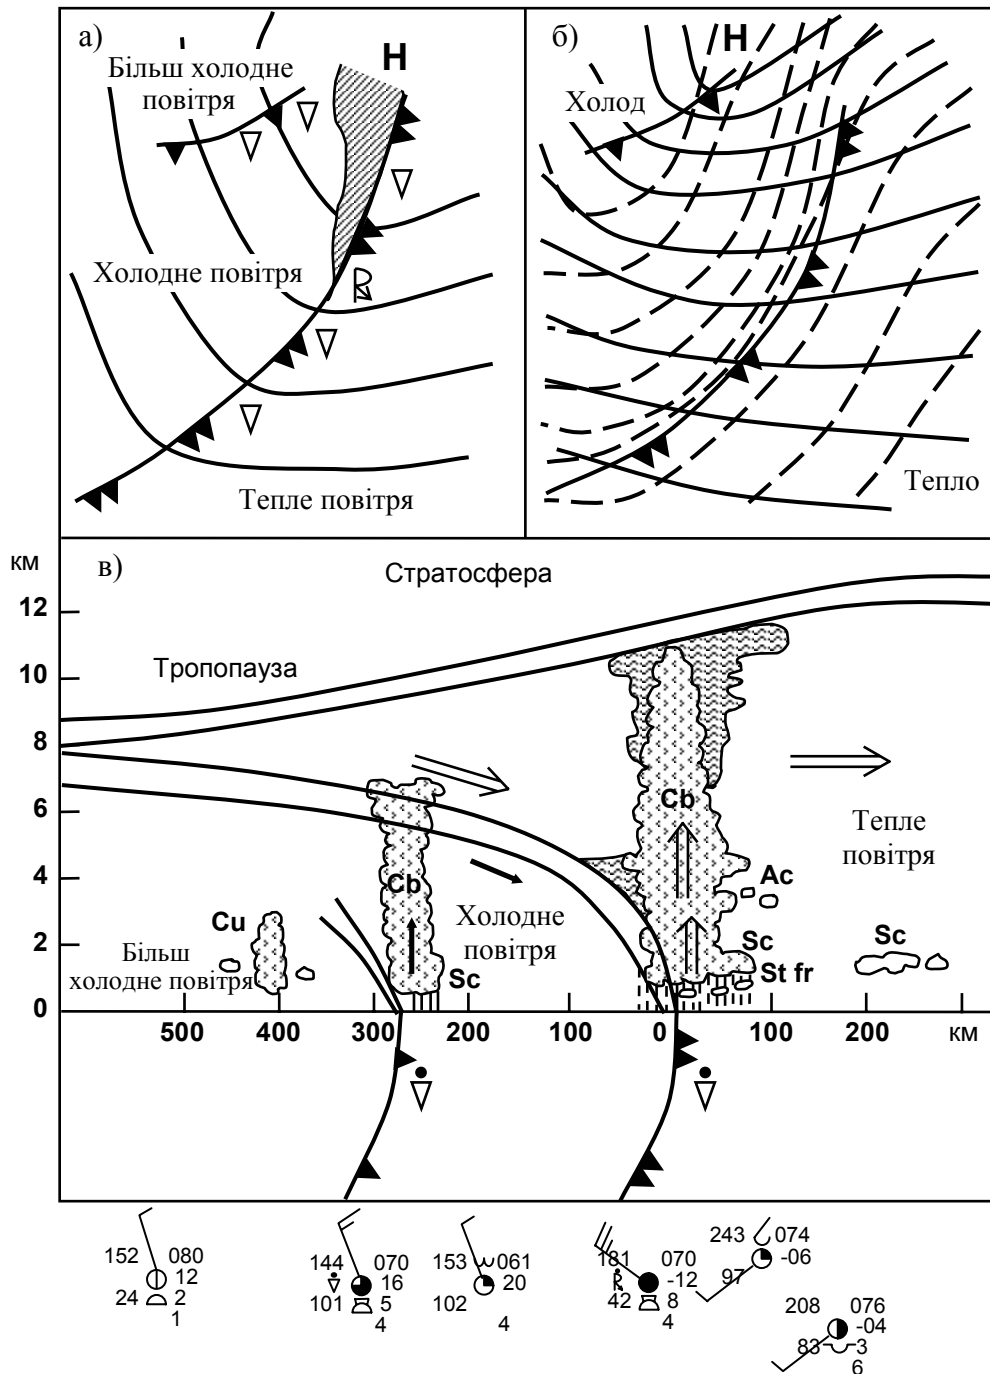 а)
Більш холодне
повітря
Н
Холодне повітря
Тепле повітря
б)
Н
Холод
Тепло
км
в)
Стратосфера
12
Тропопауза
10
8
6
4
2
0
Cb
Cb
Тепле
повітря
Ac
Cu
Холодне
повітря
Більш
холодне повітря
Sc
Sc
St fr
Sc
500 400 300 200 0 100 200 км
152 080
12
24 2
1
144 070
16
101 5
4
153 061
20
102
4
181 070
-12
42 8
4
243 074
-06
97
208 076
-04
83 3
6